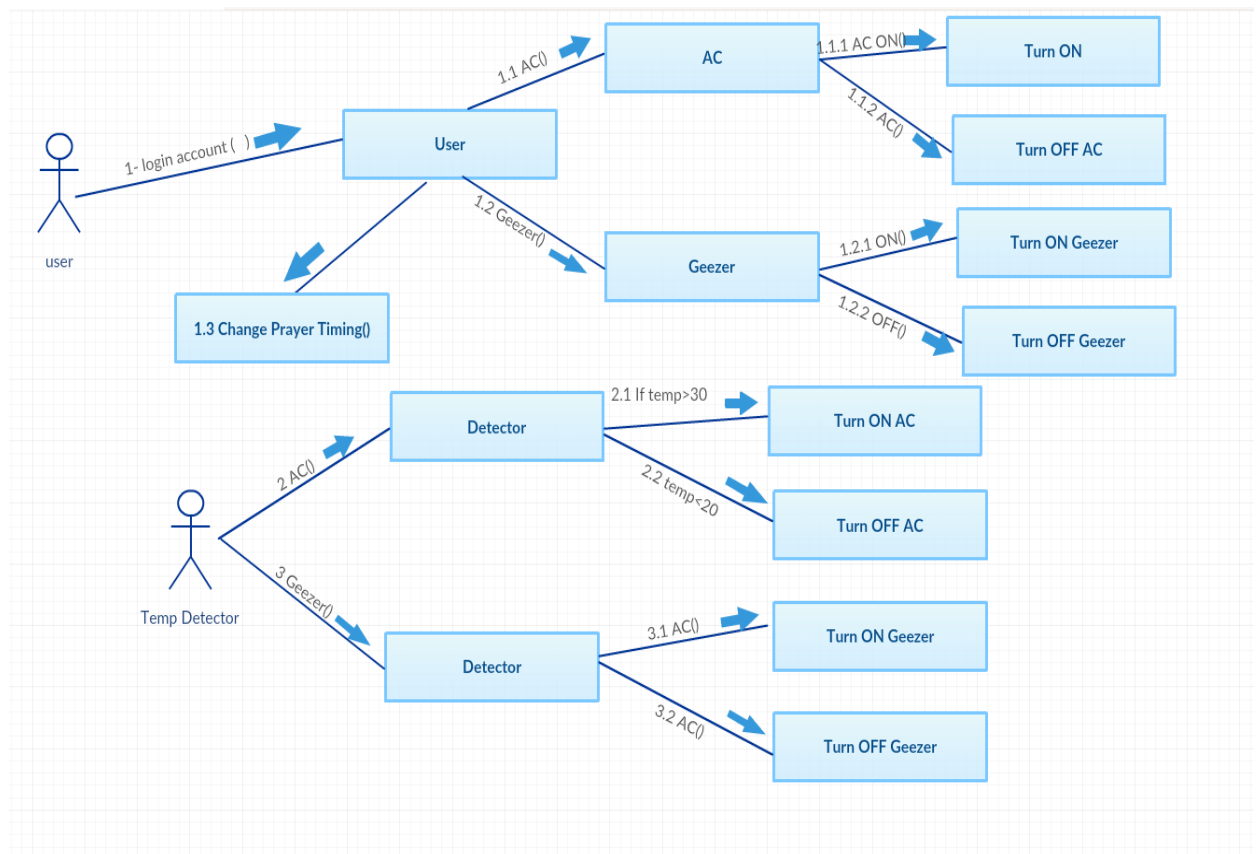 AC
1.1.1 AC ON()
Turn ON
1.1 AC()
1.1.2 AC()
Turn OFF AC
1- login account ( )
User
user
1.2 Geezer()
Geezer
1.2.1 ON()
Turn ON Geezer
1.2.2 OFF()
Turn OFF Geezer
1.3 Change Prayer Timing()
2 AC()
Detector
2.1 If temp>30
Turn ON AC
2.2 temp<20
Turn OFF AC
Temp Detector
3 Geezer()
Detector
3.1 AC()
Turn ON Geezer
3.2 AC()
Turn OFF Geezer